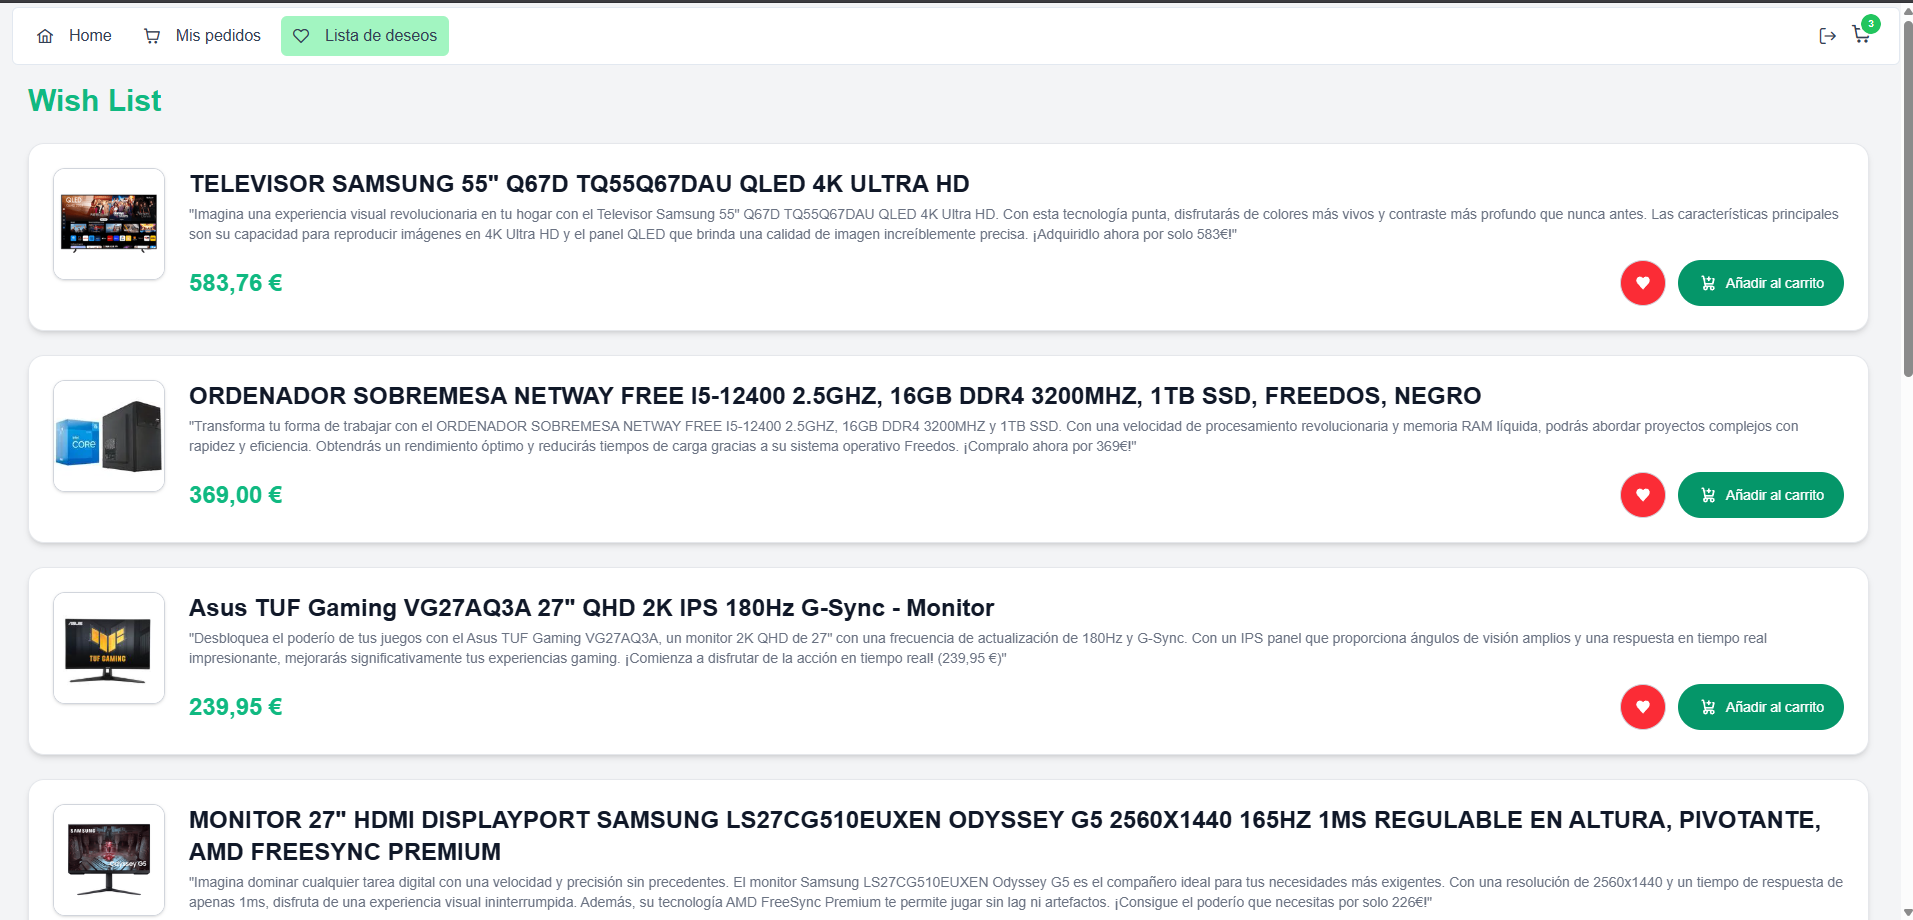 Home
Mis pedidos
Lista de deseos
3
Wish List
TELEVISOR SAMSUNG 55" Q67D TQ55Q67DAU QLED 4K ULTRA HD
"Imagina una experiencia visual revolucionaria en tu hogar con el Televisor Samsung 55" Q67D TQ55Q67DAU QLED 4K Ultra HD. Con esta tecnología punta, disfrutarás de colores más vivos y contraste más profundo que nunca antes. Las características principales
son su capacidad para reproducir imágenes en 4K Ultra HD y el panel QLED que brinda una calidad de imagen increíblemente precisa. ¡Adquiridlo ahora por solo 583€!"
QLED
583,76 €
Añadir al carrito
ORDENADOR SOBREMESA NETWAY FREE I5-12400 2.5GHZ, 16GB DDR4 3200MHZ, 1TB SSD, FREEDOS, NEGRO
"Transforma tu forma de trabajar con el ORDENADOR SOBREMESA NETWAY FREE I5-12400 2.5GHZ, 16GB DDR4 3200MHZ y 1TB SSD. Con una velocidad de procesamiento revolucionaria y memoria RAM líquida, podrás abordar proyectos complejos con
rapidez y eficiencia. Obtendrás un rendimiento óptimo y reducirás tiempos de carga gracias a su sistema operativo Freedos. ¡Compralo ahora por 369€!"
CORE
369,00 €
Añadir al carrito
Asus TUF Gaming VG27AQ3A 27" QHD 2K IPS 180Hz G-Sync - Monitor
"Desbloquea el poderío de tus juegos con el Asus TUF Gaming VG27AQ3A, un monitor 2K QHD de 27" con una frecuencia de actualización de 180Hz y G-Sync. Con un IPS panel que proporciona ángulos de visión amplios y una respuesta en tiempo real
impresionante, mejorarás significativamente tus experiencias gaming. ¡Comienza a disfrutar de la acción en tiempo real! (239,95 €)"
TUF GAMING
239,95 €
Añadir al carrito
MONITOR 27" HDMI DISPLAYPORT SAMSUNG LS27CG510EUXEN ODYSSEY G5 2560X1440 165HZ 1MS REGULABLE EN ALTURA, PIVOTANTE,
AMD FREESYNC PREMIUM
SAMSUNG
Odyssey G5
"Imagina dominar cualquier tarea digital con una velocidad y precisión sin precedentes. El monitor Samsung LS27CG510EUXEN Odyssey G5 es el compañero ideal para tus necesidades más exigentes. Con una resolución de 2560x1440 y un tiempo de respuesta de
apenas 1ms, disfruta de una experiencia visual ininterrumpida. Además, su tecnología AMD FreeSync Premium te permite jugar sin lag ni artefactos. ¡Consigue el poderío que necesitas por solo 226€!"